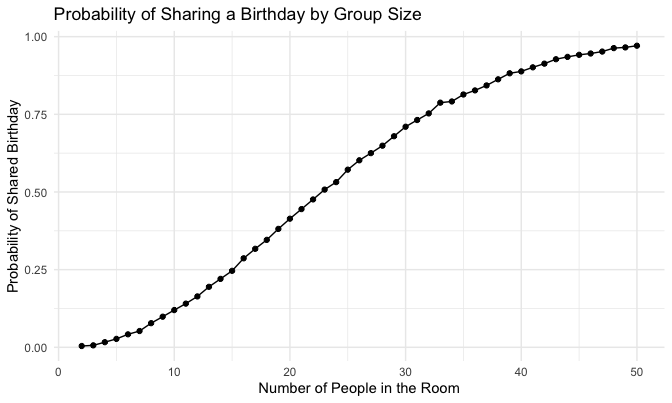 Probability of Sharing a Birthday by Group Size
Probability of Shared Birthday
1.00
0.75
0.50
0.25
0.00
0 10 20 30 40 50
Number of People in the Room